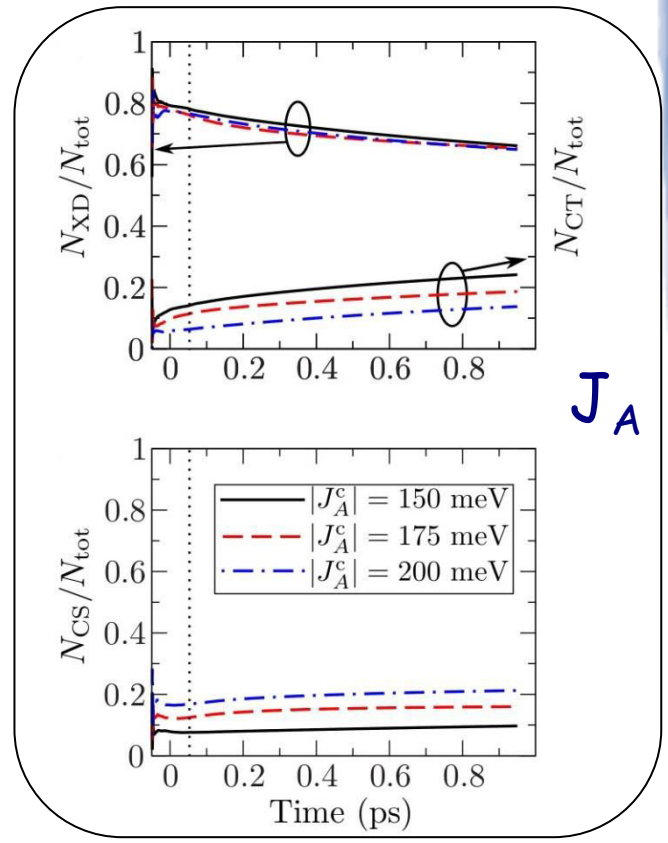 1
0.8
0.6
0.4
0.2
0
N_XD/N_tot
N_CT/N_tot
0 0.2 0.4 0.6 0.8
J_A
1
0.8
0.6
0.4
0.2
0
N_CS/N_tot
|J_A^c| = 150 meV
|J_A^c| = 175 meV
|J_A^c| = 200 meV
0 0.2 0.4 0.6 0.8
Time (ps)